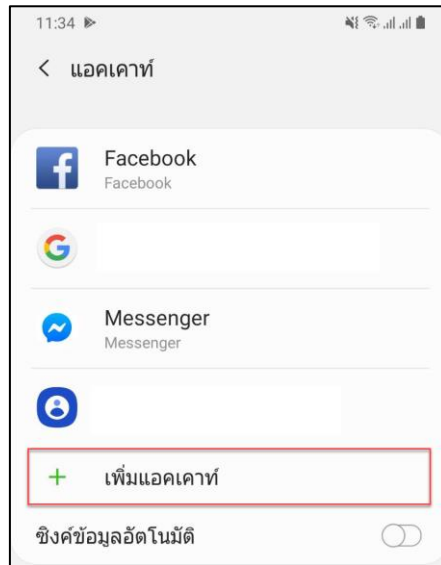 11:34
แอคเคาท์
Facebook
Facebook
Messenger
Messenger
เพิ่มแอคเคาท์
ซิงค์ข้อมูลอัตโนมัติ